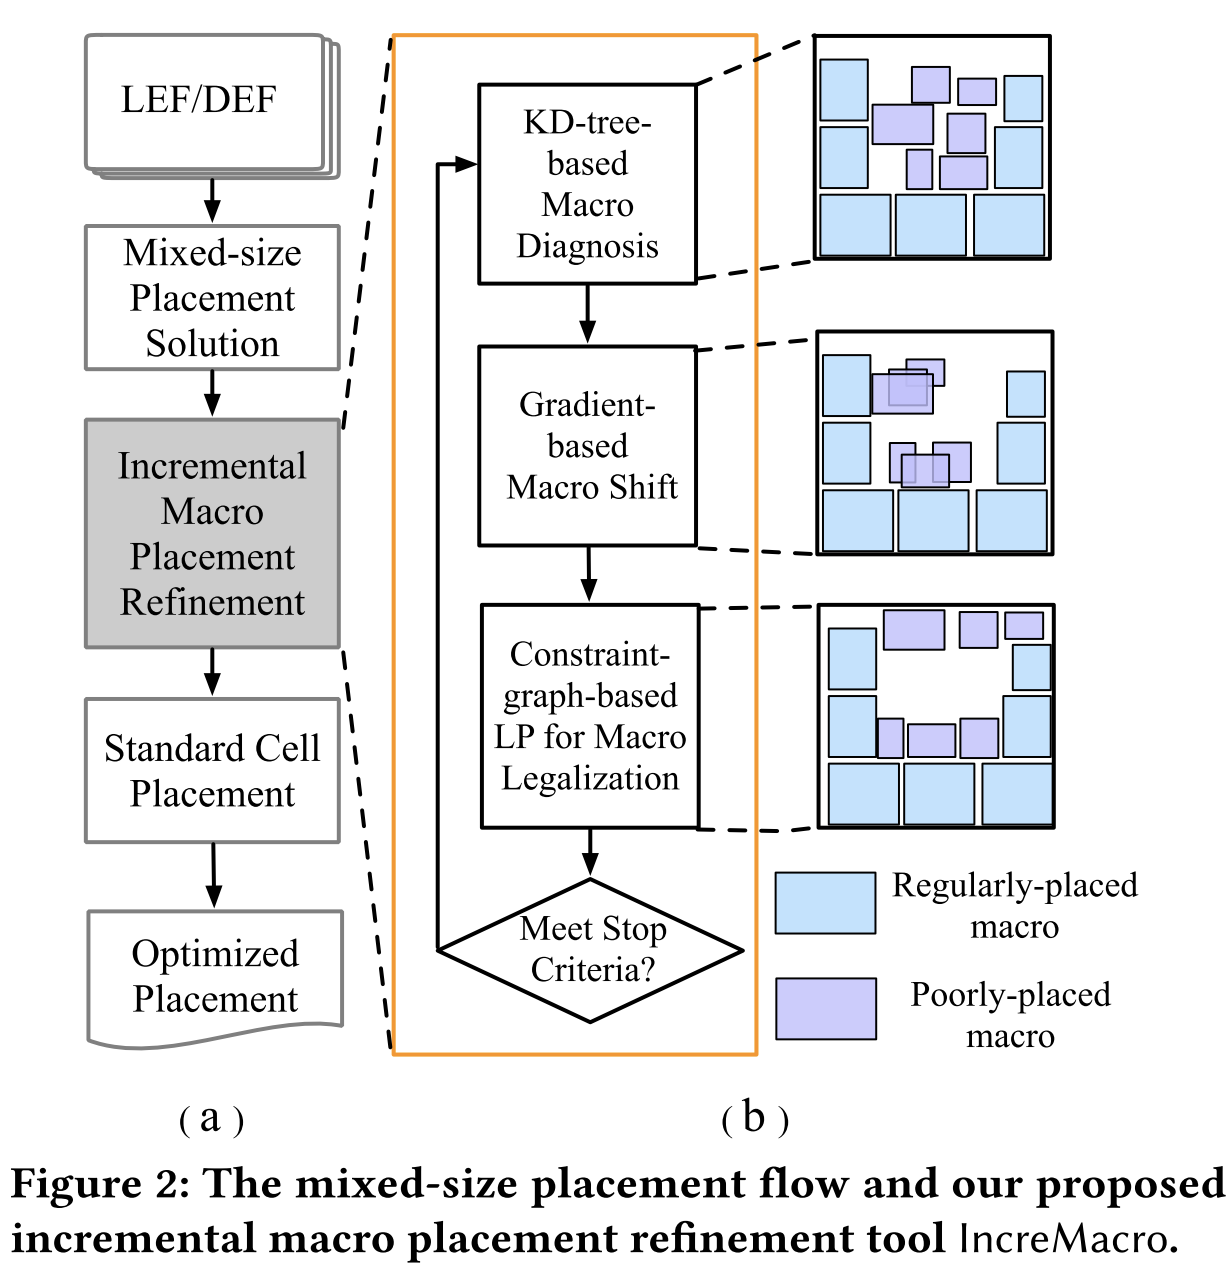 LEF/DEF
Mixed-size
Placement
Solution
Incremental
Macro
Placement
Refinement
Standard Cell
Placement
Optimized
Placement
( a )
KD-tree-
based
Macro
Diagnosis
Gradient-
based
Macro Shift
Constraint-
graph-based
LP for Macro
Legalization
Meet Stop
Criteria?
Regularly-placed
macro
Poorly-placed
macro
( b )
Figure 2: The mixed-size placement flow and our proposed
incremental macro placement refinement tool IncreMacro.